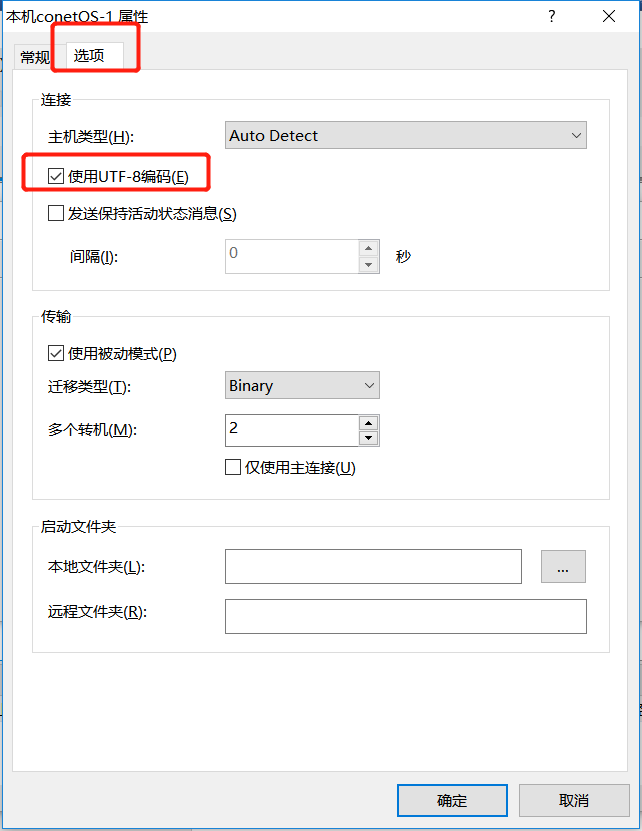 本机conetOS-1 属性
?
常规
选项
连接
主机类型(H):
Auto Detect
使用UTF-8编码(E)
发送保持活动状态消息(S)
间隔(I):
0
秒
传输
使用被动模式(P)
迁移类型(T):
Binary
多个转机(M):
2
仅使用主连接(U)
启动文件夹
本地文件夹(L):
...
远程文件夹(R):
确定
取消